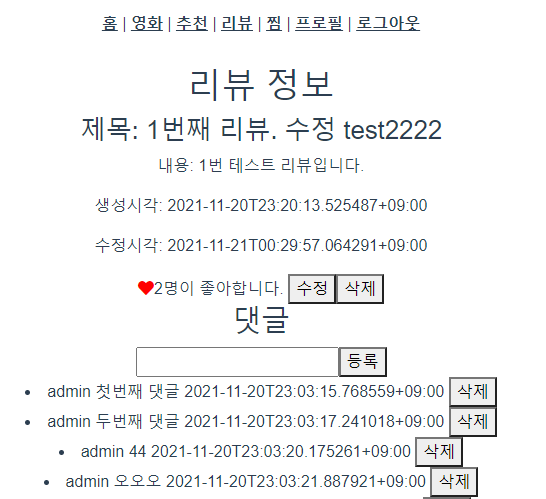 홈 | 영화 | 추천 | 리뷰 | 찜 | 프로필 | 로그아웃
리뷰 정보
제목: 1번째 리뷰. 수정 test2222
내용: 1번 테스트 리뷰입니다.
생성시각: 2021-11-20T23:20:13.525487+09:00
수정시각: 2021-11-21T00:29:57.064291+09:00
2명이 좋아합니다. 수정 삭제
댓글
등록
• admin 첫번째 댓글 2021-11-20T23:03:15.768559+09:00 삭제
• admin 두번째 댓글 2021-11-20T23:03:17.241018+09:00 삭제
• admin 44 2021-11-20T23:03:20.175261+09:00 삭제
• admin 오오오 2021-11-20T23:03:21.887921+09:00 삭제